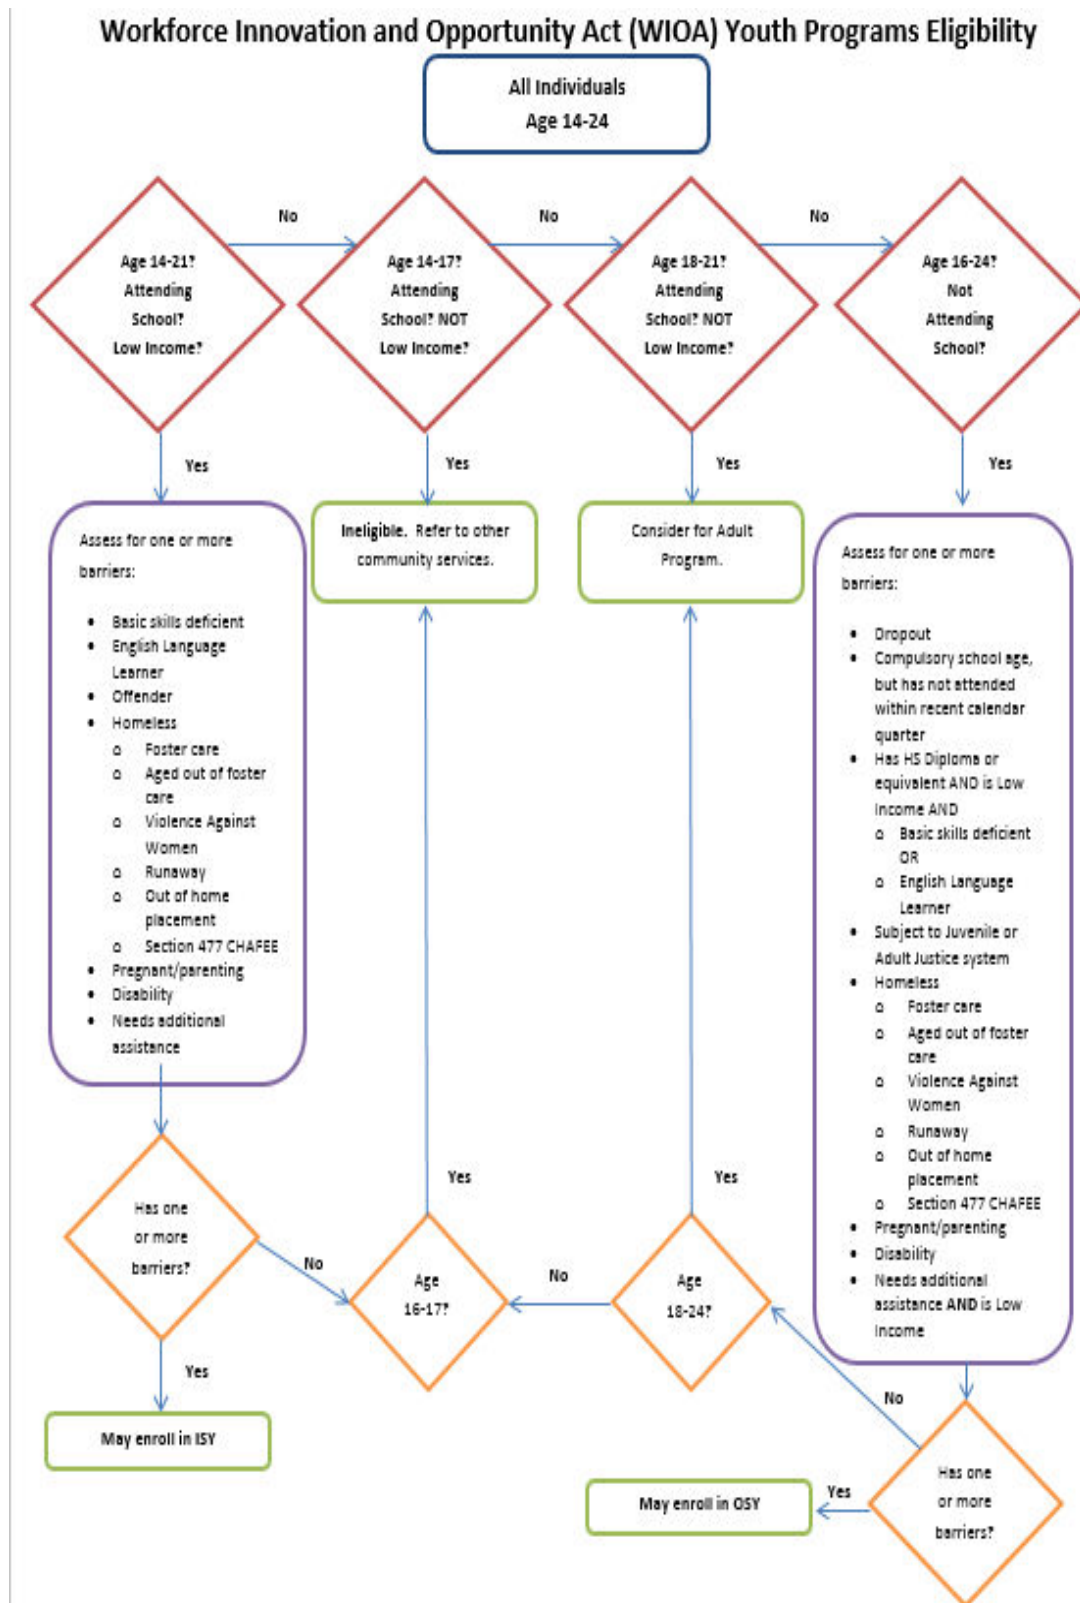 Workforce Innovation and Opportunity Act (WIOA) Youth Programs Eligibility
All Individuals
Age 14-24
No
No
No
Age 14-21?
Attending
School?
Low Income?
Age 14-17?
Attending
School? NOT
Low Income?
Age 18-21?
Attending
School? NOT
Low Income?
Age 16-24?
Not
Attending
School?
Yes
Yes
Yes
Yes
Assess for one or more
barriers:
• Basic skills deficient
• English Language
Learner
• Offender
• Homeless
o Foster care
o Aged out of foster
care
o Violence Against
Women
o Runaway
o Out of home
placement
o Section 477 CHAFEE
• Pregnant/parenting
• Disability
• Needs additional
assistance
Ineligible. Refer to other
community services.
Consider for Adult
Program.
Assess for one or more
barriers:
• Dropout
• Compulsory school age,
but has not attended
within recent calendar
quarter
• Has HS Diploma or
equivalent AND is Low
Income AND
o Basic skills deficient
OR
o English Language
Learner
• Subject to Juvenile or
Adult Justice system
• Homeless
o Foster care
o Aged out of foster
care
o Violence Against
Women
o Runaway
o Out of home
placement
o Section 477 CHAFEE
• Pregnant/parenting
• Disability
• Needs additional
assistance AND is Low
Income
Yes
Yes
Has one
or more
barriers?
No
Age
16-17?
No
Age
18-24?
No
Yes
May enroll in ISY
Has one
or more
barriers?
Yes
May enroll in OSY